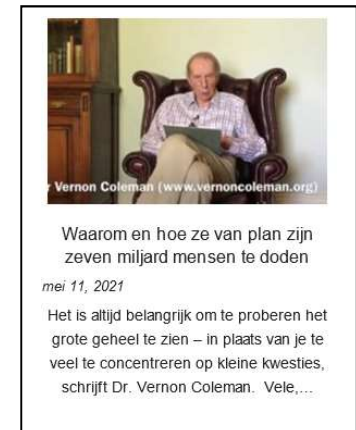 r Vernon Coleman (www.vernoncoleman.org)
Waarom en hoe ze van plan zijn
zeven miljard mensen te doden
mei 11, 2021
Het is altijd belangrijk om te proberen het
grote geheel te zien – in plaats van je te
veel te concentreren op kleine kwesties,
schrijft Dr. Vernon Coleman.  Vele,...